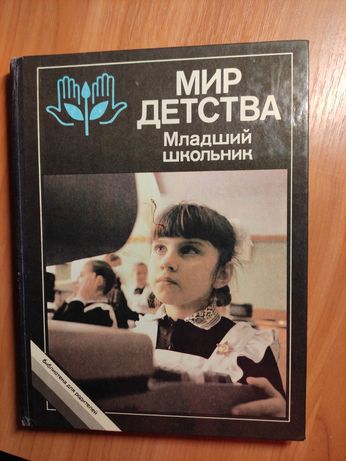 МИР
ДЕТСТВА
Младший
школьник
Библиотека для родителей